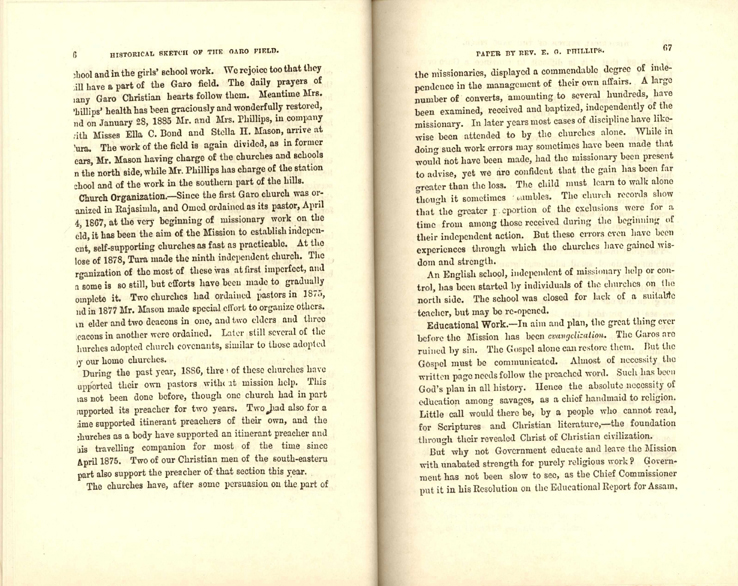 6 HISTORICAL SKETCH OF THE GARO FIELD.
:hool and in the girls' school work. We rejoice too that they
:ill have a part of the Garo field. The daily prayers of
:any Garo Christian hearts follow them. Meantime Mrs.
'hillips' health has been graciously and wonderfully restored,
nd on January 28, 1885 Mr. and Mrs. Phillips, in company
:ith Misses Ella C. Bond and Stella H. Mason, arrive at
'ura. The work of the field is again divided, as in former
ears, Mr. Mason having charge of the churches and schools
n the north side, while Mr. Phillips has charge of the station
chool and of the work in the southern part of the hills.
Church Organization.—Since the first Garo church was or-
anized in Rajasimla, and Omed ordained as its pastor, April
4, 1867, at the very beginning of missionary work on the
eld, it has been the aim of the Mission to establish indepen-
ent, self-supporting churches as fast as practicable. At the
lose of 1878, Tura made the ninth independent church. The
rganization of the most of these was at first imperfect, and
n some is so still, but efforts have been made to gradually
omplete it. Two churches had ordained pastors in 1875,
nd in 1877 Mr. Mason made special effort to organize others.
n elder and two deacons in one, and two elders and three
eacons in another were ordained. Later still several of the
hurches adopted church covenants, similar to those adopted
y our home churches.
During the past year, 1886, thre of these churches have
upported their own pastors with t mission help. This
as not been done before, though one church had in part
upported its preacher for two years. Two had also for a
ime supported itinerant preachers of their own, and the
:hurches as a body have supported an itinerant preacher and
is travelling companion for most of the time since
April 1875. Two of our Christian men of the south-eastern
part also support the preacher of that section this year.
The churches have, after some persuasion on the part of
PAPER BY REV. E. G. PHILLIPS. 67
the missionaries, displayed a commendable degree of inde-
pendence in the management of their own affairs. A large
number of converts, amounting to several hundreds, have
been examined, received and baptized, independently of the
missionary. In later years most cases of discipline have like-
wise been attended to by the churches alone. While in
doing such work errors may sometimes have been made that
would not have been made, had the missionary been present
to advise, yet we are confident that the gain has been far
greater than the loss. The child must learn to walk alone
though it sometimes umbles. The church records show
that the greater p oportion of the exclusions were for a
time from among those received during the beginning of
their independent action. But these errors even have been
experiences through which the churches have gained wis-
dom and strength.
An English school, independent of missionary help or con-
trol, has been started by individuals of the churches on the
north side. The school was closed for lack of a suitable
teacher, but may be re-opened.
Educational Work.—In aim and plan, the great thing ever
before the Mission has been evangelization. The Garos are
ruined by sin. The Gospel alone can restore them. But the
Gospel must be communicated. Almost of necessity the
written page needs follow the preached word. Such has been
God's plan in all history. Hence the absolute necessity of
education among savages, as a chief handmaid to religion.
Little call would there be, by a people who cannot read,
for Scriptures and Christian literature,—the foundation
through their revealed Christ of Christian civilization.
But why not Government educate and leave the Mission
with unabated strength for purely religious work? Govern-
ment has not been slow to see, as the Chief Commissioner
put it in his Resolution on the Educational Report for Assam,